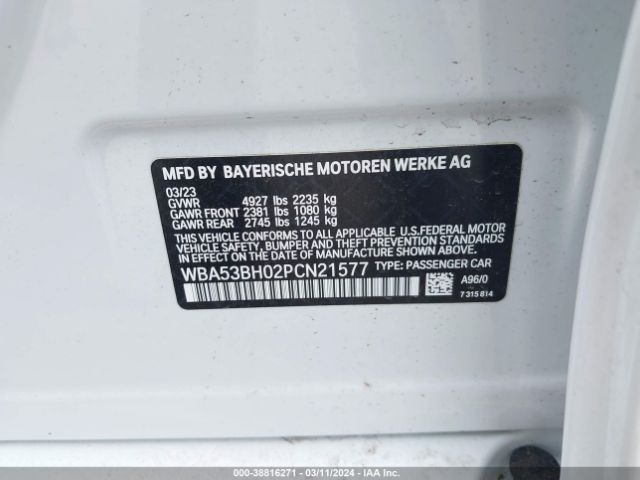 MFD BY BAYERISCHE MOTOREN WERKE AG
03/23
GVWR 4927 lbs 2235 kg
GAWR FRONT 2381 lbs 1080 kg
GAWR REAR 2745 lbs 1245 kg
THIS VEHICLE CONFORMS TO ALL APPLICABLE U.S.FEDERAL MOTOR
VEHICLE SAFETY, BUMPER, AND THEFT PREVENTION STANDARDS
IN EFFECT ON THE DATE OF MANUFACTURE SHOWN ABOVE.
WBA53BH02PCN21577 TYPE: PASSENGER CAR
A96/0
7 315 814
000-38816271 - 03/11/2024 - IAA Inc.